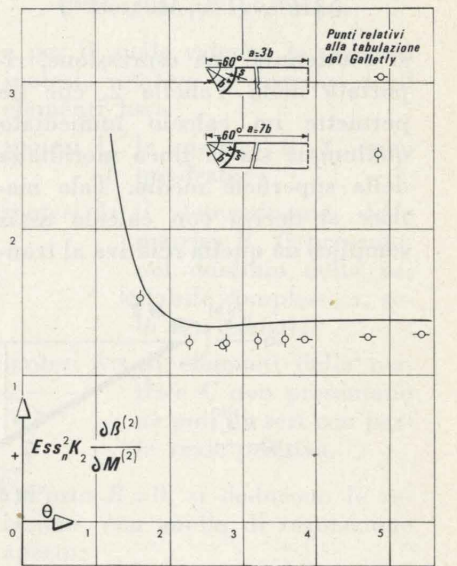 Punti relativi
alla tabulazione
del Galletly
60° a=3b
b s
60° a=7b
b s
3
2
1
+
Ess²ₙK₂ ∂β⁽²⁾/∂M⁽²⁾
θ
0 1 2 3 4 5